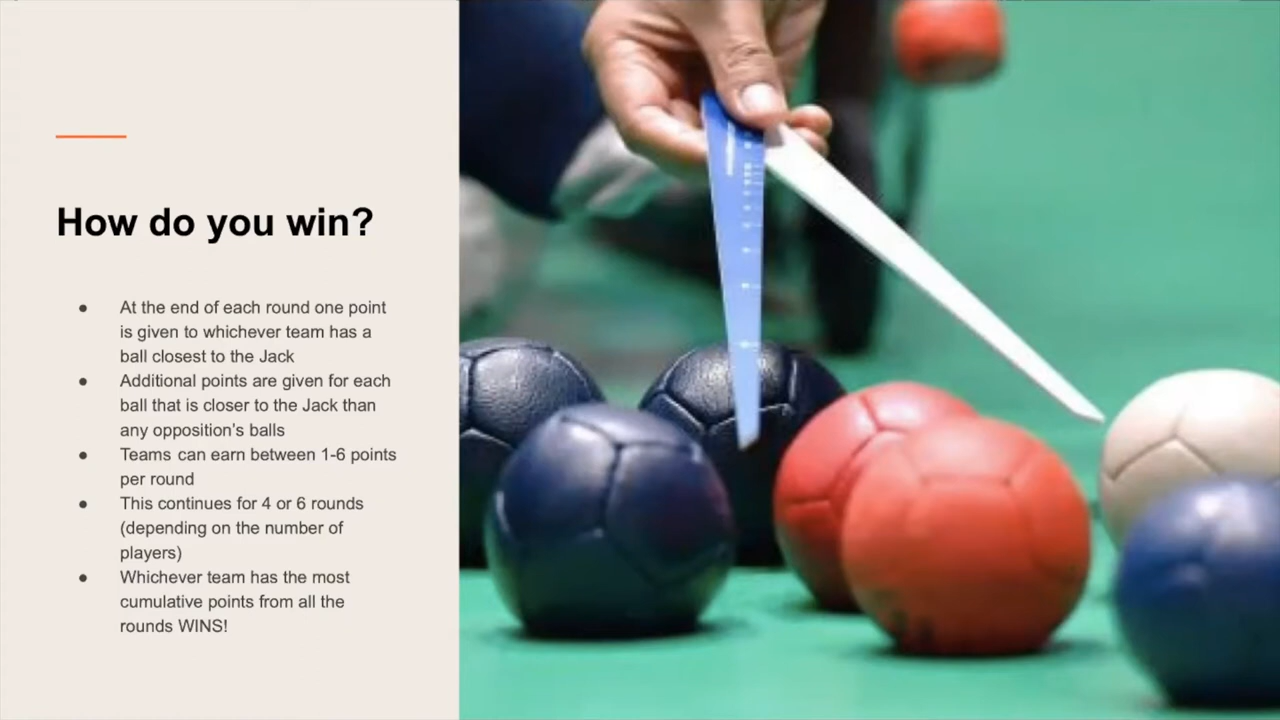 How do you win?
● At the end of each round one point
is given to whichever team has a
ball closest to the Jack
● Additional points are given for each
ball that is closer to the Jack than
any opposition's balls
● Teams can earn between 1-6 points
per round
● This continues for 4 or 6 rounds
(depending on the number of
players)
● Whichever team has the most
cumulative points from all the
rounds WINS!